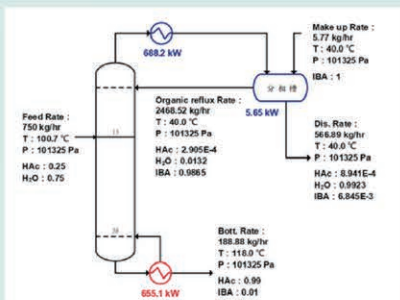 688.2 kW
Make up Rate :
5.77 kg/hr
T : 40.0 ℃
P : 101325 Pa
IBA : 1
分相槽
5.65 kW
Feed Rate :
750 kg/hr
T : 100.7 ℃
P : 101325 Pa
HAc : 0.25
H₂O : 0.75
Organic reflux Rate :
2468.52 kg/hr
T : 40.0 ℃
P : 101325 Pa
HAc : 2.905E-4
H₂O : 0.0132
IBA : 0.9865
Dis. Rate :
566.89 kg/hr
T : 40.0 ℃
P : 101325 Pa
HAc : 8.941E-4
H₂O : 0.9923
IBA : 6.845E-3
Bott. Rate :
188.88 kg/hr
T : 118.0 ℃
P : 101325 Pa
HAc : 0.99
IBA : 0.01
655.1 kW